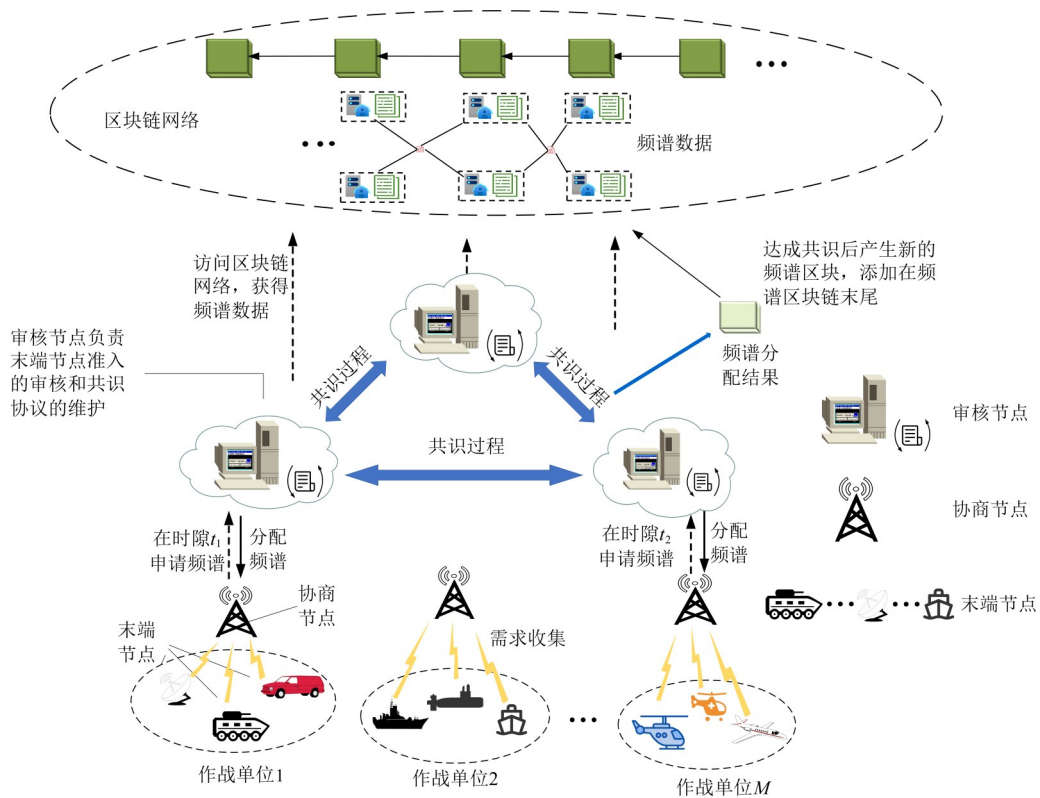 区块链网络
频谱数据
访问区块链
网络，获得
频谱数据
达成共识后产生新的
频谱区块，添加在频
谱区块链末尾
审核节点负责
末端节点准入
的审核和共识
协议的维护
共识过程
共识过程
频谱分
配结果
共识过程
审核节点
在时隙t1
申请频谱
分配
频谱
在时隙t2
申请频谱
分配
频谱
协商节点
协商
节点
末端
节点
需求收集
末端节点
作战单位1
作战单位2
作战单位M